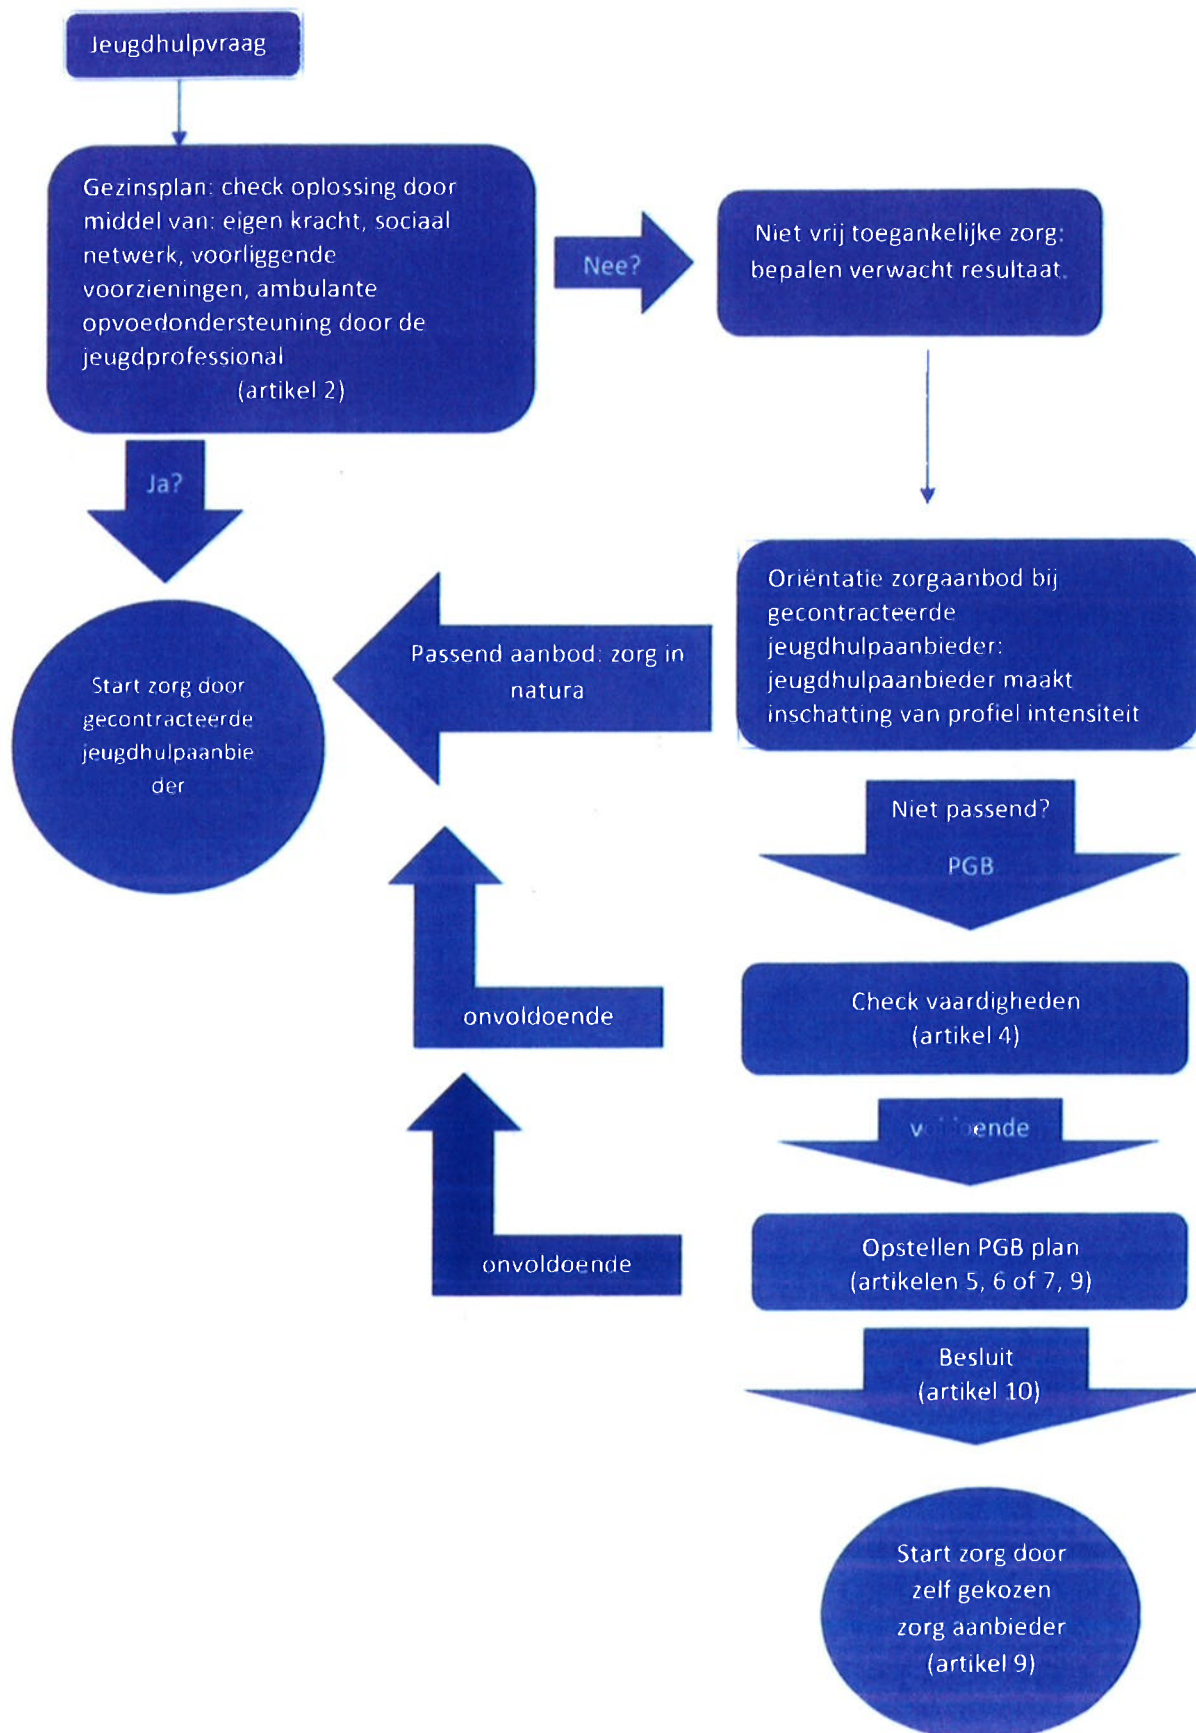 Jeugdhulpvraag
Gezinsplan: check oplossing door
middel van: eigen kracht, sociaal
netwerk, voorliggende
voorzieningen, ambulante
opvoedondersteuning door de
jeugdprofessional
(artikel 2)
Nee?
Niet vrij toegankelijke zorg:
bepalen verwacht resultaat.
Ja?
Oriëntatie zorgaanbod bij
gecontracteerde
jeugdhulpaanbieder:
jeugdhulpaanbieder maakt
inschatting van profiel intensiteit
Passend aanbod: zorg in
natura
Start zorg door
gecontracteerde
jeugdhulpaanbie
der
Niet passend?
PGB
Check vaardigheden
(artikel 4)
onvoldoende
Opstellen PGB plan
(artikelen 5, 6 of 7, 9)
onvoldoende
Besluit
(artikel 10)
Start zorg door
zelf gekozen
zorg aanbieder
(artikel 9)